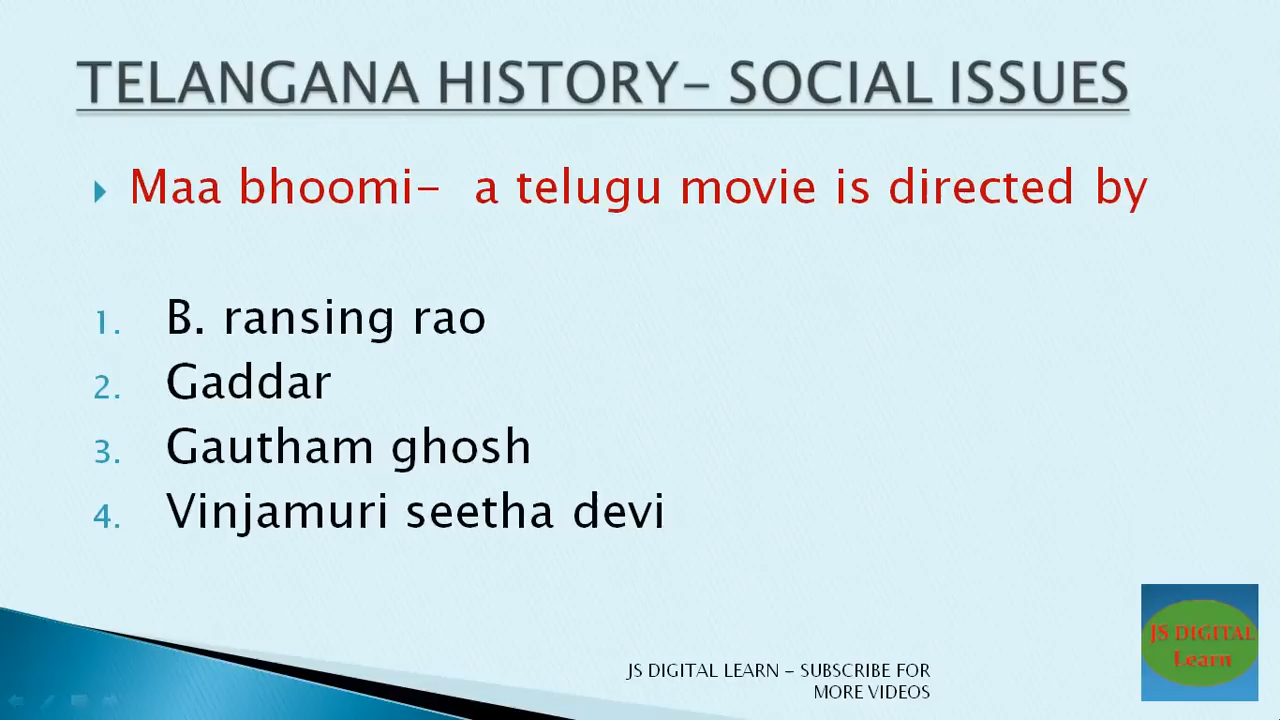 TELANGANA HISTORY- SOCIAL ISSUES
Maa bhoomi- a telugu movie is directed by
1. B. ransing rao
2. Gaddar
3. Gautham ghosh
4. Vinjamuri seetha devi
JS DIGITAL LEARN - SUBSCRIBE FOR
MORE VIDEOS
JS DIGITAL
Learn